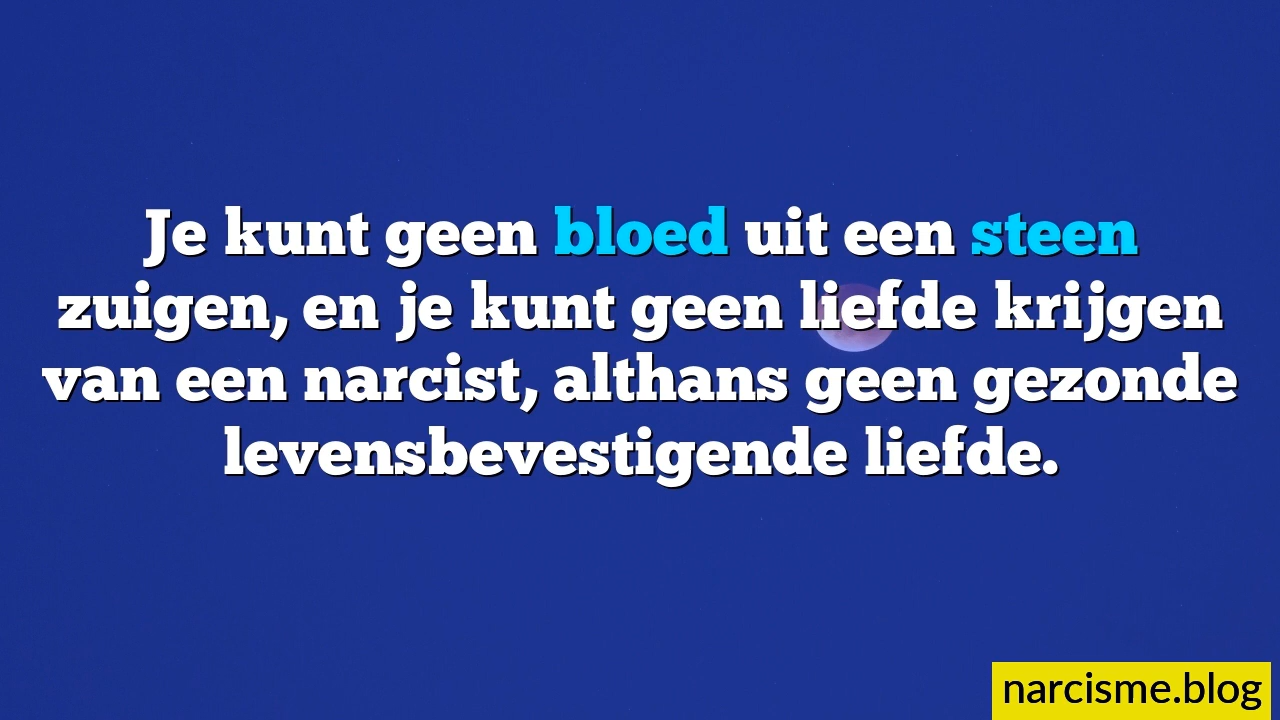 Je kunt geen bloed uit een steen
zuigen, en je kunt geen liefde krijgen
van een narcist, althans geen gezonde
levensbevestigende liefde.
narcisme.blog